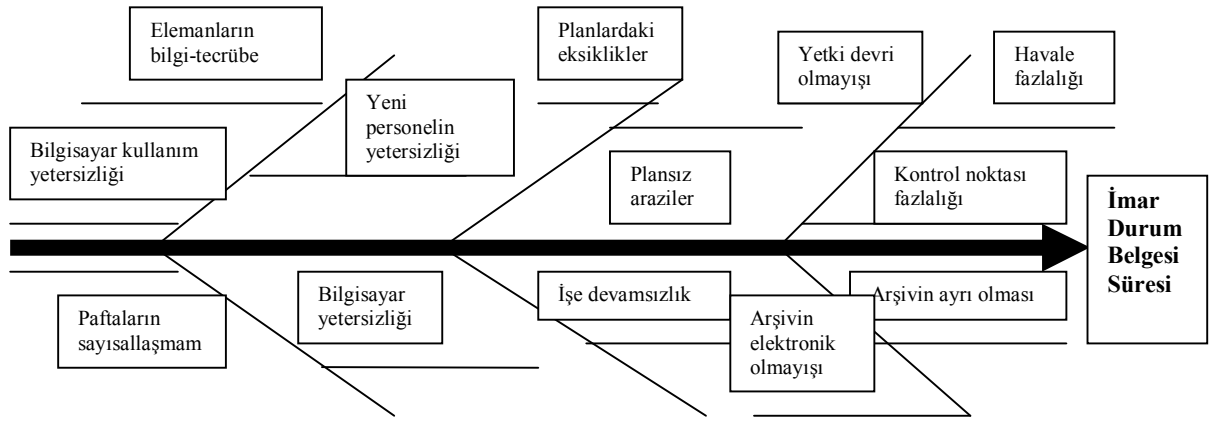 Elemanların
bilgi-tecrübe
Planlardaki
eksiklikler
Yetki devri
olmayışı
Havale
fazlalığı
Yeni
personelin
yetersizliği
Bilgisayar kullanım
yetersizliği
Plansız
araziler
Kontrol noktası
fazlalığı
İmar
Durum
Belgesi
Süresi
Paftaların
sayısallaşmam
Bilgisayar
yetersizliği
İşe devamsızlık
Arşivin
elektronik
olmayışı
Arşivin ayrı olması